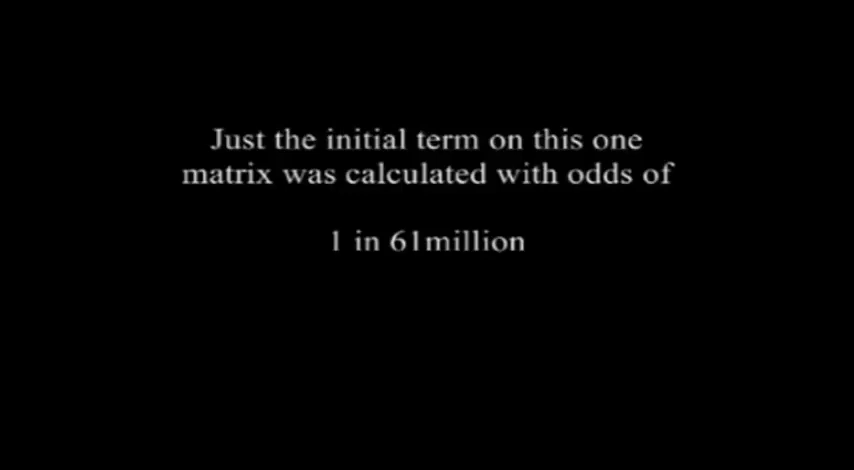 Just the initial term on this one
matrix was calculated with odds of
1 in 61million